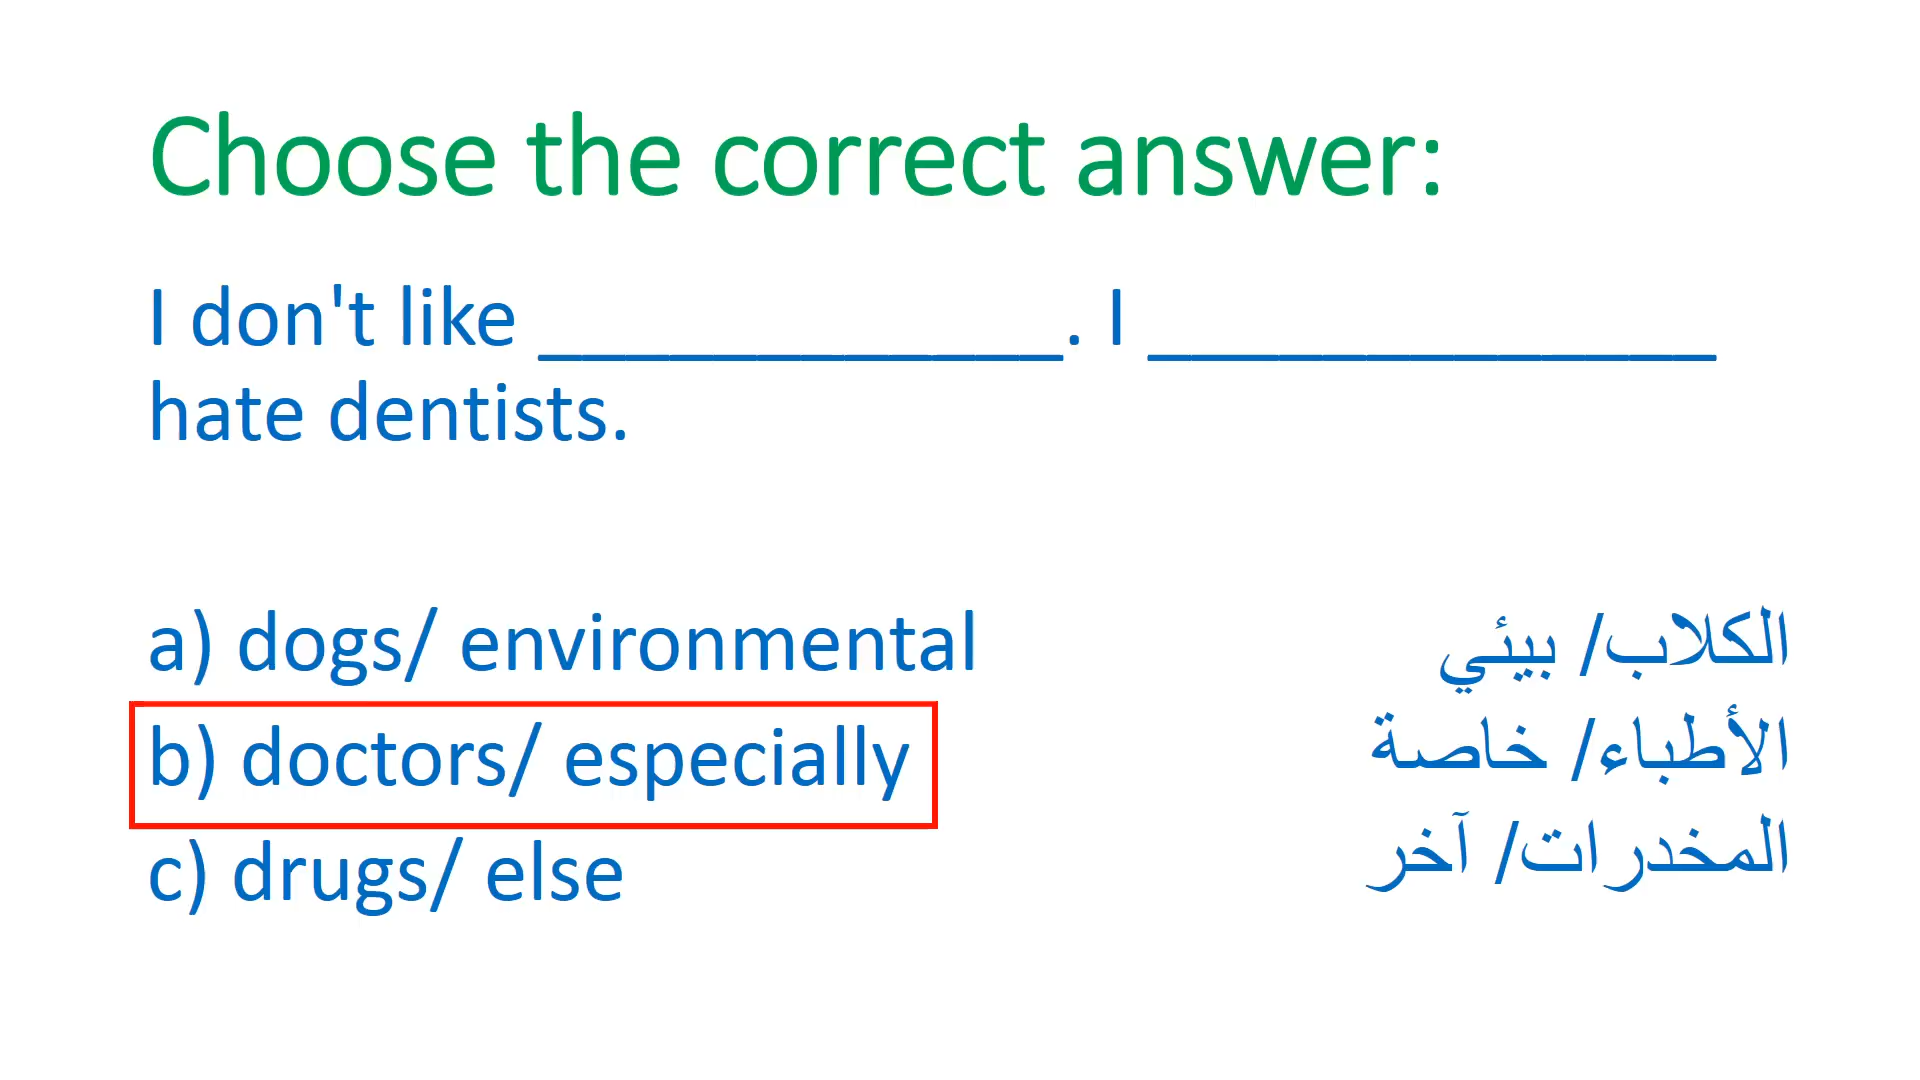 Choose the correct answer:
I don't like ____________. I _____________
hate dentists.
a) dogs/ environmental
الكلاب/ بيئي
b) doctors/ especially
الأطباء/ خاصة
c) drugs/ else
المخدرات/ آخر